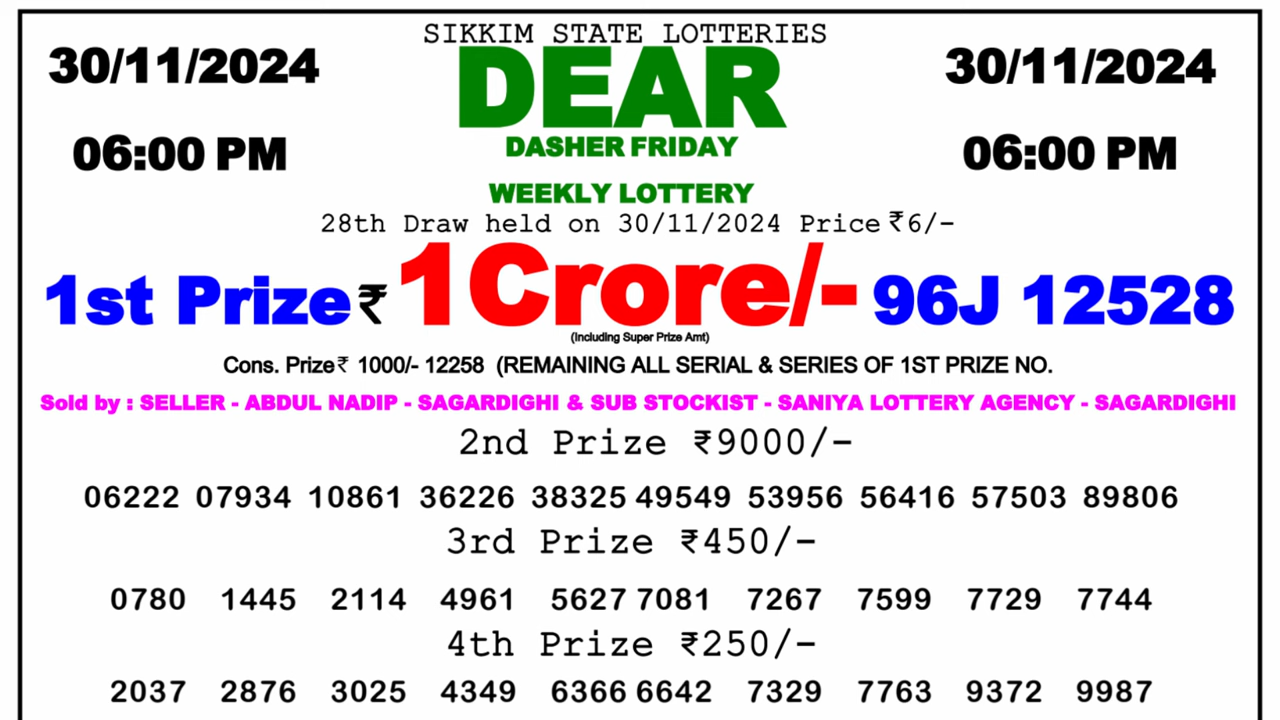 SIKKIM STATE LOTTERIES
30/11/2024 DEAR 30/11/2024
06:00 PM DASHER FRIDAY 06:00 PM
WEEKLY LOTTERY
28th Draw held on 30/11/2024 Price ₹6/-
1st Prize ₹ 1Crore/- 96J 12528
(Including Super Prize Amt)
Cons. Prize ₹ 1000/- 12258 (REMAINING ALL SERIAL & SERIES OF 1ST PRIZE NO.
Sold by : SELLER - ABDUL NADIP - SAGARDIGHI & SUB STOCKIST - SANIYA LOTTERY AGENCY - SAGARDIGHI
2nd Prize ₹9000/-
06222 07934 10861 36226 38325 49549 53956 56416 57503 89806
3rd Prize ₹450/-
0780 1445 2114 4961 5627 7081 7267 7599 7729 7744
4th Prize ₹250/-
2037 2876 3025 4349 6366 6642 7329 7763 9372 9987